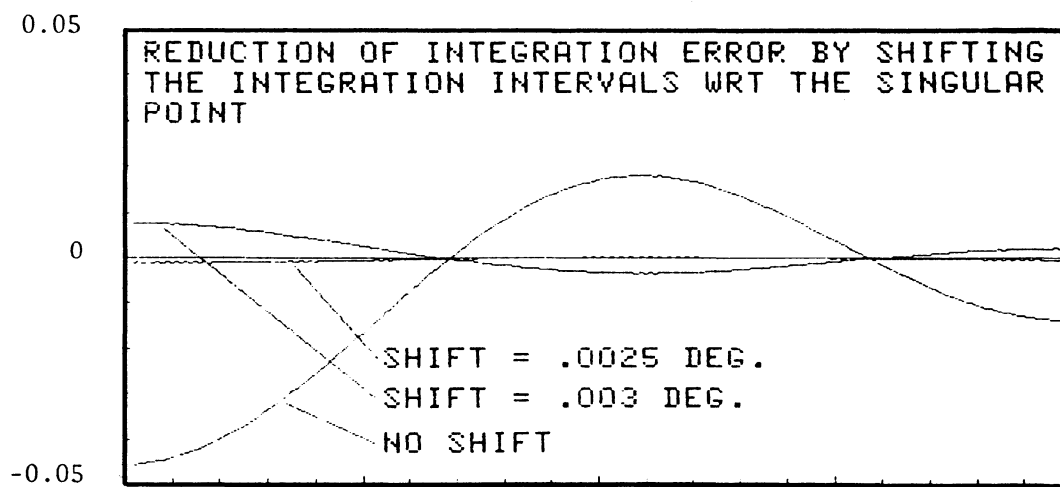 0.05
REDUCTION OF INTEGRATION ERROR BY SHIFTING
THE INTEGRATION INTERVALS WRT THE SINGULAR
POINT
0
SHIFT = .0025 DEG.
SHIFT = .003 DEG.
NO SHIFT
-0.05